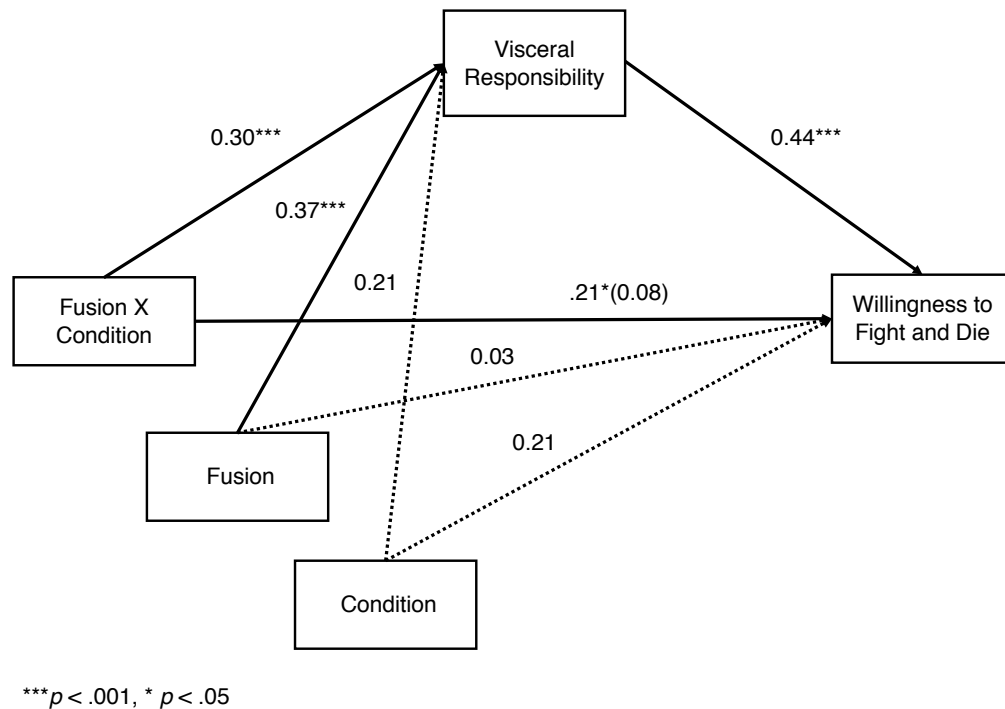 Visceral
Responsibility
0.30***
0.44***
0.37***
0.21
.21*(0.08)
Fusion X
Condition
Willingness to
Fight and Die
0.03
0.21
Fusion
Condition
***p < .001, * p < .05